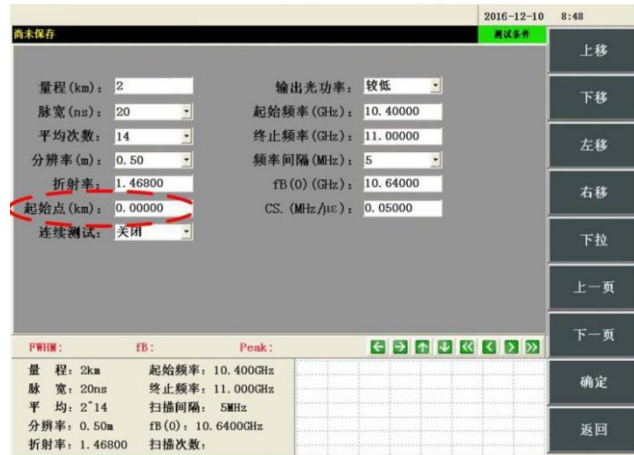 2016-12-10 8:48
尚未保存 测试条件
量程(km): 2 输出光功率: 较低
脉宽(ns): 20 起始频率(GHz): 10.40000
平均次数: 14 终止频率(GHz): 11.00000
分辨率(m): 0.50 频率间隔(MHz): 5
折射率: 1.46800 fB(0)(GHz): 10.64000
起始点(km): 0.00000 CS.(MHz/με): 0.05000
连续测试: 关闭
上移
下移
左移
右移
下拉
上一页
下一页
确定
返回
FWHM: fB: Peak:
量 程: 2km 起始频率: 10.400GHz
脉 宽: 20ns 终止频率: 11.000GHz
平 均: 2^14 扫描间隔: 5MHz
分辨率: 0.50m fB(0): 10.6400GHz
折射率: 1.46800 扫描次数: